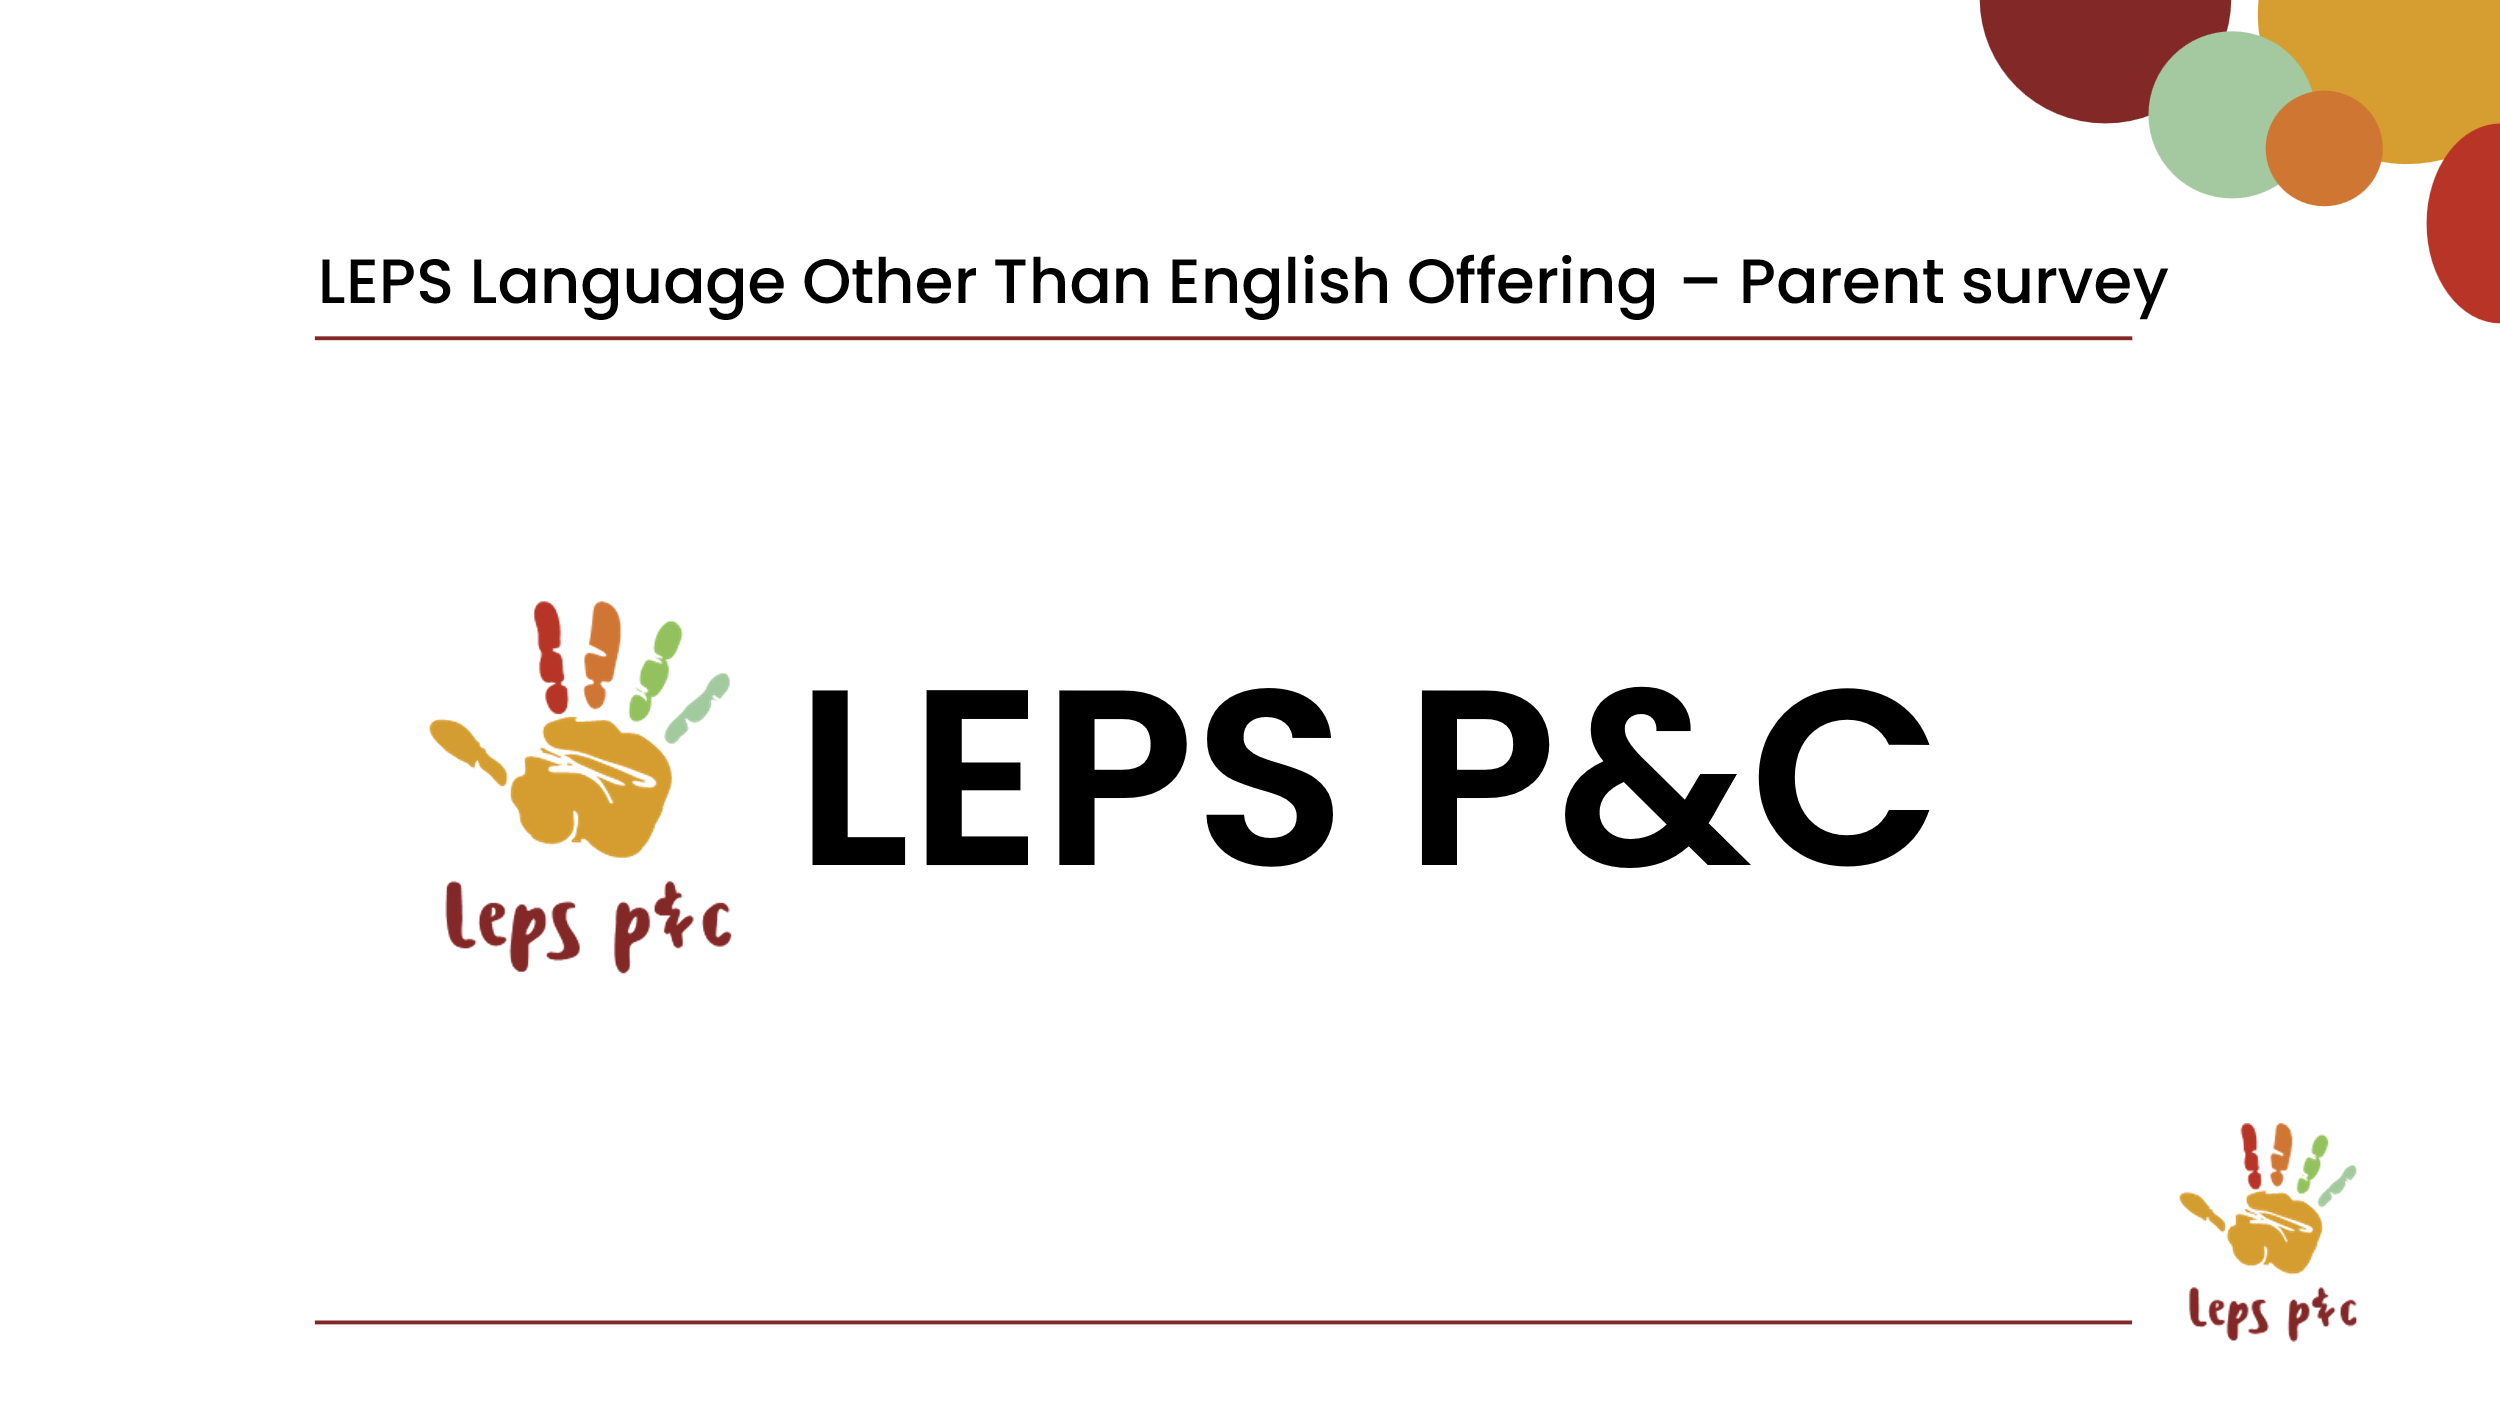 LEPS Language Other Than English Offering – Parent survey
LEPS P&C
leps p&c
leps p&c